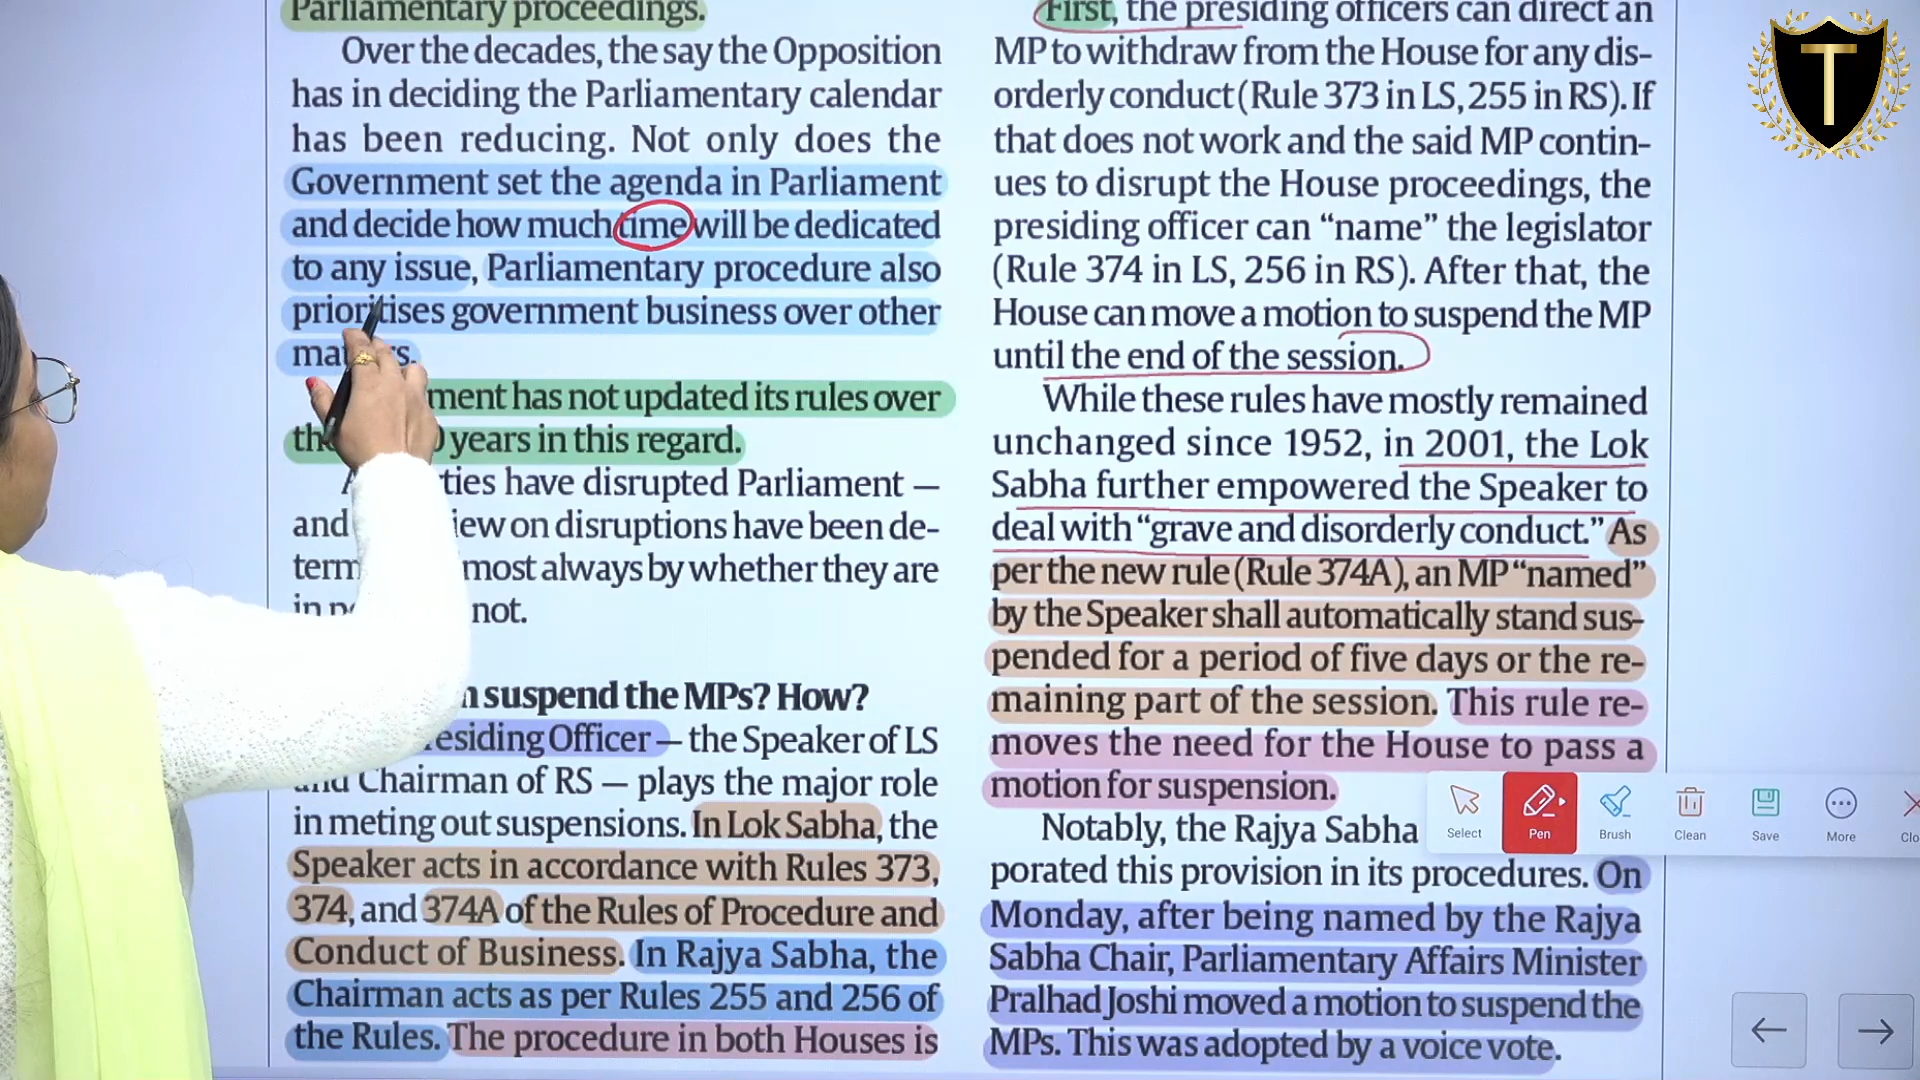 Parliamentary proceedings.
Over the decades, the say the Opposition
has in deciding the Parliamentary calendar
has been reducing. Not only does the
Government set the agenda in Parliament
and decide how much time will be dedicated
to any issue, Parliamentary procedure also
prioritises government business over other
ment has not updated its rules over
years in this regard.
ties have disrupted Parliament —
and iew on disruptions have been de-
term most always by whether they are
in not.
suspend the MPs? How?
esiding Officer — the Speaker of LS
and Chairman of RS — plays the major role
in meting out suspensions. In Lok Sabha, the
Speaker acts in accordance with Rules 373,
374, and 374A of the Rules of Procedure and
Conduct of Business. In Rajya Sabha, the
Chairman acts as per Rules 255 and 256 of
the Rules. The procedure in both Houses is
First, the presiding officers can direct an
MP to withdraw from the House for any dis-
orderly conduct (Rule 373 in LS, 255 in RS). If
that does not work and the said MP contin-
ues to disrupt the House proceedings, the
presiding officer can “name” the legislator
(Rule 374 in LS, 256 in RS). After that, the
House can move a motion to suspend the MP
until the end of the session.
While these rules have mostly remained
unchanged since 1952, in 2001, the Lok
Sabha further empowered the Speaker to
deal with “grave and disorderly conduct.” As
per the new rule (Rule 374A), an MP “named”
by the Speaker shall automatically stand sus-
pended for a period of five days or the re-
maining part of the session. This rule re-
moves the need for the House to pass a
motion for suspension.
Notably, the Rajya Sabha
porated this provision in its procedures. On
Monday, after being named by the Rajya
Sabha Chair, Parliamentary Affairs Minister
Pralhad Joshi moved a motion to suspend the
MPs. This was adopted by a voice vote.
T
Select
Pen
Brush
Clean
Save
More
Clo